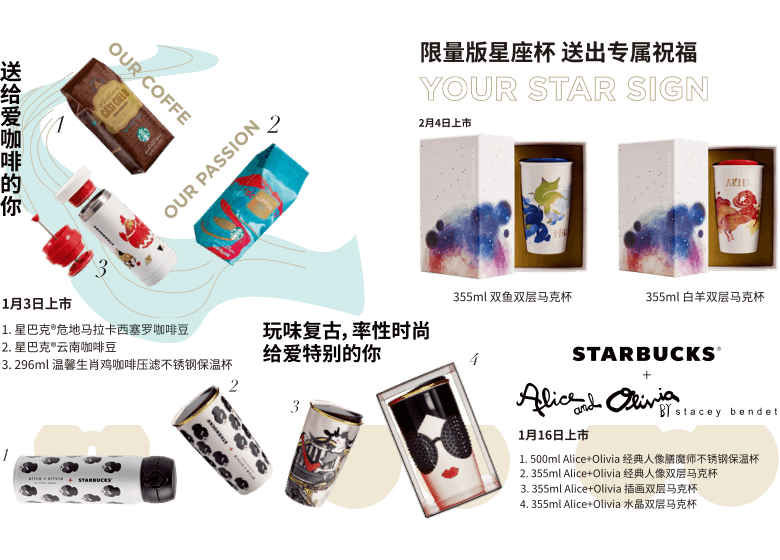 送给爱咖啡的你
OUR COFFE
OUR PASSION
1
2
3
CASI CIELO
1月3日上市
1. 星巴克®危地马拉卡西塞罗咖啡豆
2. 星巴克®云南咖啡豆
3. 296ml 温馨生肖鸡咖啡压滤不锈钢保温杯
限量版星座杯 送出专属祝福
YOUR STAR SIGN
2月4日上市
ARIES
355ml 双鱼双层马克杯
355ml 白羊双层马克杯
玩味复古, 率性时尚
给爱特别的你
1
2
3
4
alice + olivia + STARBUCKS
STARBUCKS®
+
Alice and Olivia
BY stacey bendet
1月16日上市
1. 500ml Alice+Olivia 经典人像膳魔师不锈钢保温杯
2. 355ml Alice+Olivia 经典人像双层马克杯
3. 355ml Alice+Olivia 插画双层马克杯
4. 355ml Alice+Olivia 水晶双层马克杯